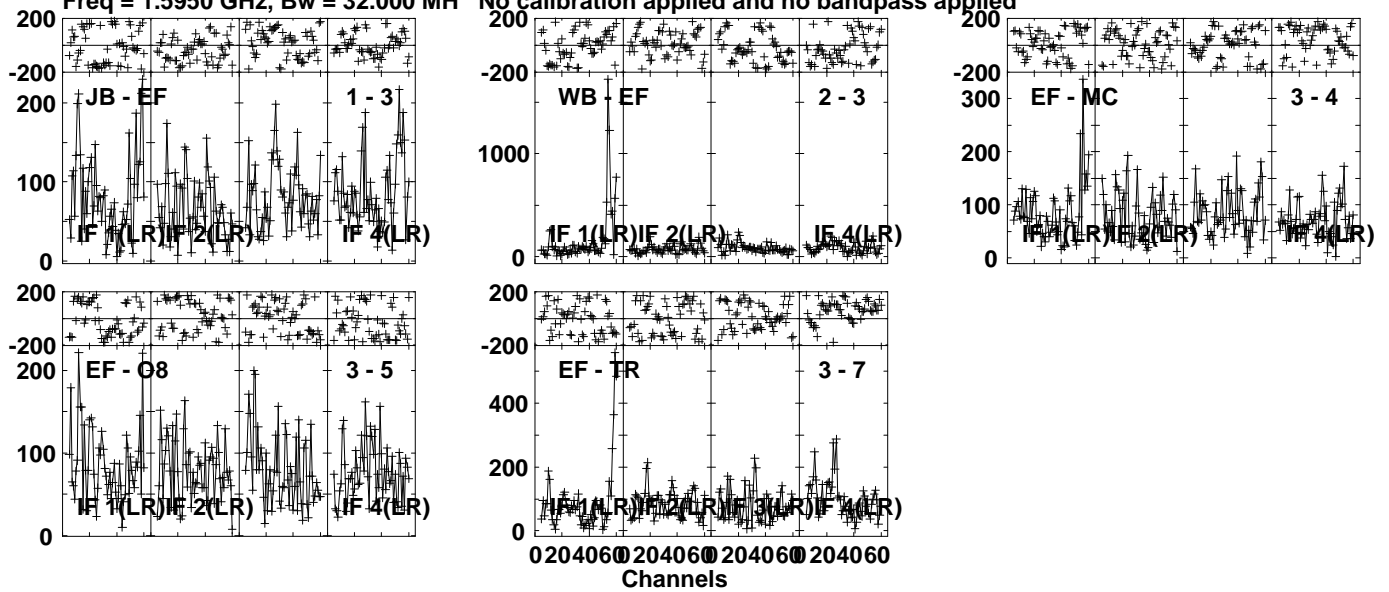 Freq = 1.5950 GHz, Bw = 32.000 MH No calibration applied and no bandpass applied
200
-200
200
100
0
JB - EF
1 - 3
IF 1(LR)
IF 2(LR)
IF 4(LR)
200
-200
1000
0
WB - EF
2 - 3
IF 1(LR)
IF 2(LR)
IF 4(LR)
200
-200
300
200
100
0
EF - MC
3 - 4
IF 1(LR)
IF 2(LR)
IF 4(LR)
200
-200
200
100
0
EF - O8
3 - 5
IF 1(LR)
IF 2(LR)
IF 4(LR)
200
-200
400
200
0
EF - TR
3 - 7
IF 1(LR)
IF 2(LR)
IF 3(LR)
IF 4(LR)
0 20 40 60 0 20 40 60 0 20 40 60 0 20 40 60
Channels